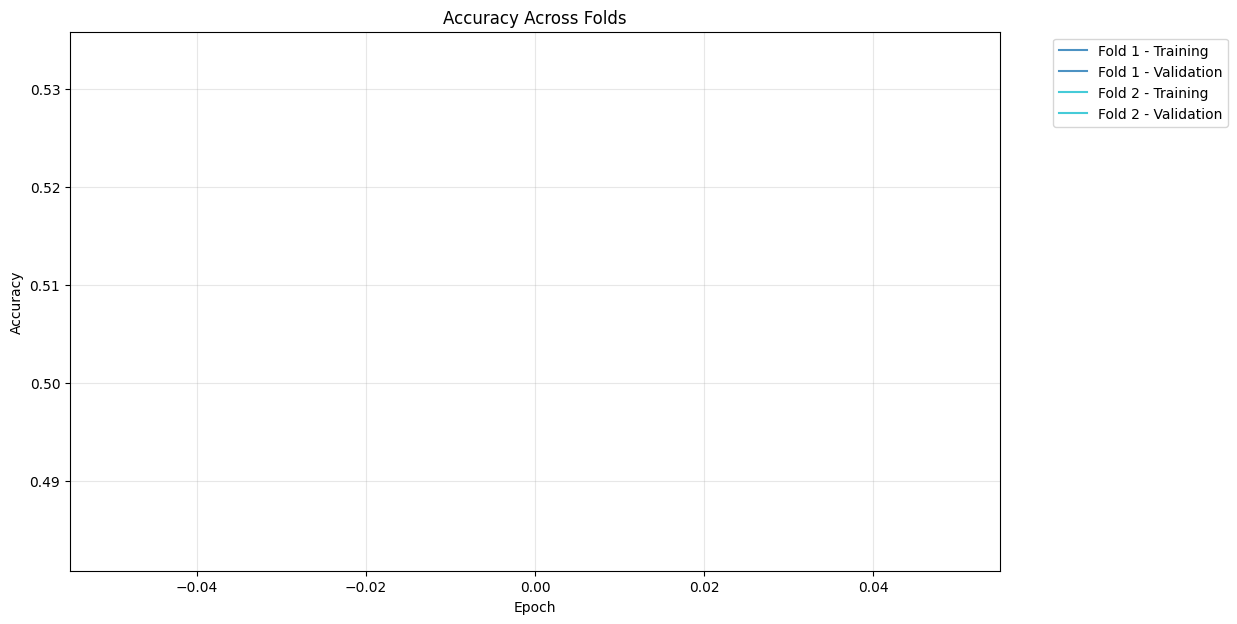 Accuracy Across Folds
Fold 1 - Training
Fold 1 - Validation
Fold 2 - Training
Fold 2 - Validation
0.53
0.52
0.51
0.50
0.49
Accuracy
−0.04
−0.02
0.00
0.02
0.04
Epoch